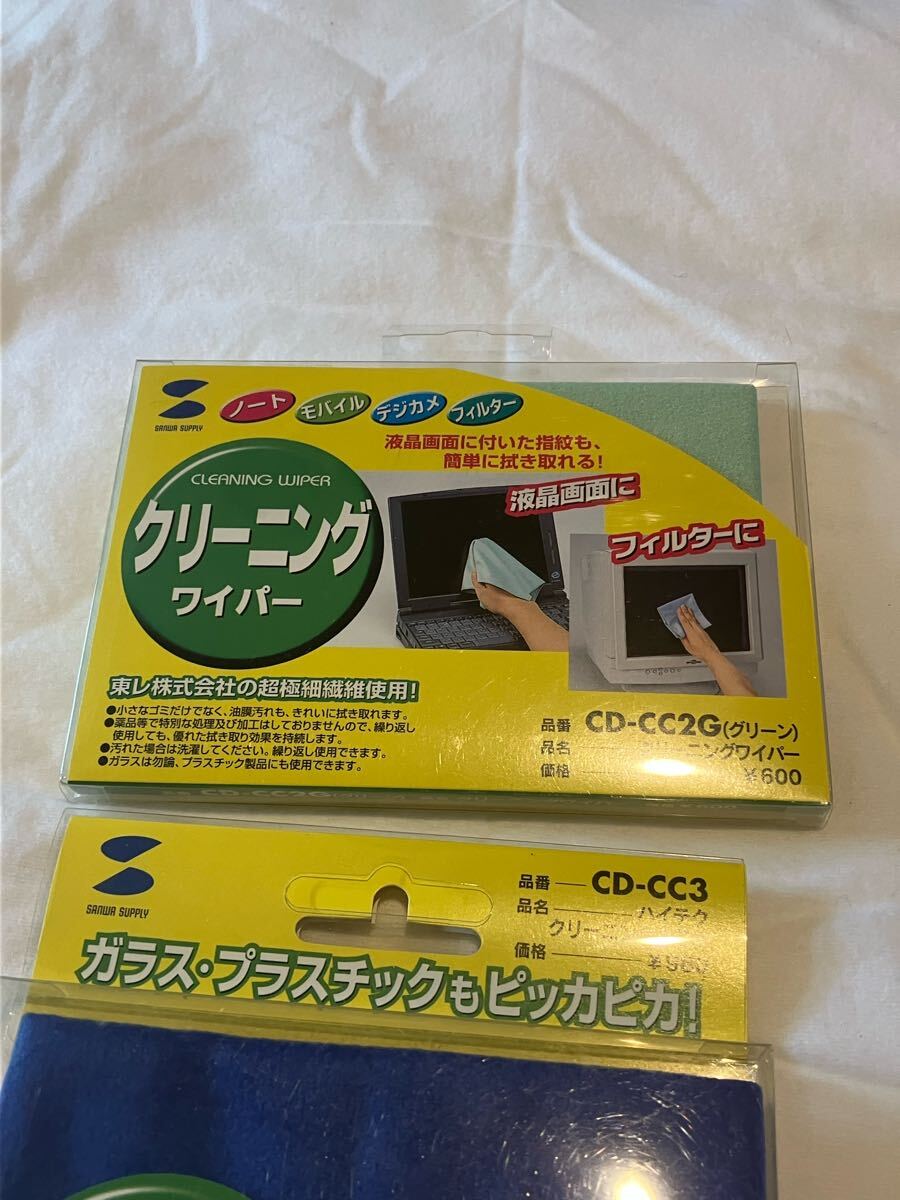 SANWA SUPPLY
ノート モバイル デジカメ フィルター
液晶画面に付いた指紋も、
簡単に拭き取れる!
CLEANING WIPER
クリーニング
ワイパー
液晶画面に
フィルターに
東レ株式会社の超極細繊維使用!
●小さなゴミだけでなく、油膜汚れも、きれいに拭き取れます。
●薬品等で特別な処理及び加工はしておりませんので、繰り返し
使用しても、優れた拭き取り効果を持続します。
●汚れた場合は洗濯してください。繰り返し使用できます。
●ガラスは勿論、プラスチック製品にも使用できます。
品番 CD-CC2G(グリーン)
品名 クリーニングワイパー
価格 ¥600
SANWA SUPPLY
品番 CD-CC3
品名 ハイテク
クリーニ
価格
ガラス・プラスチックもピッカピカ!